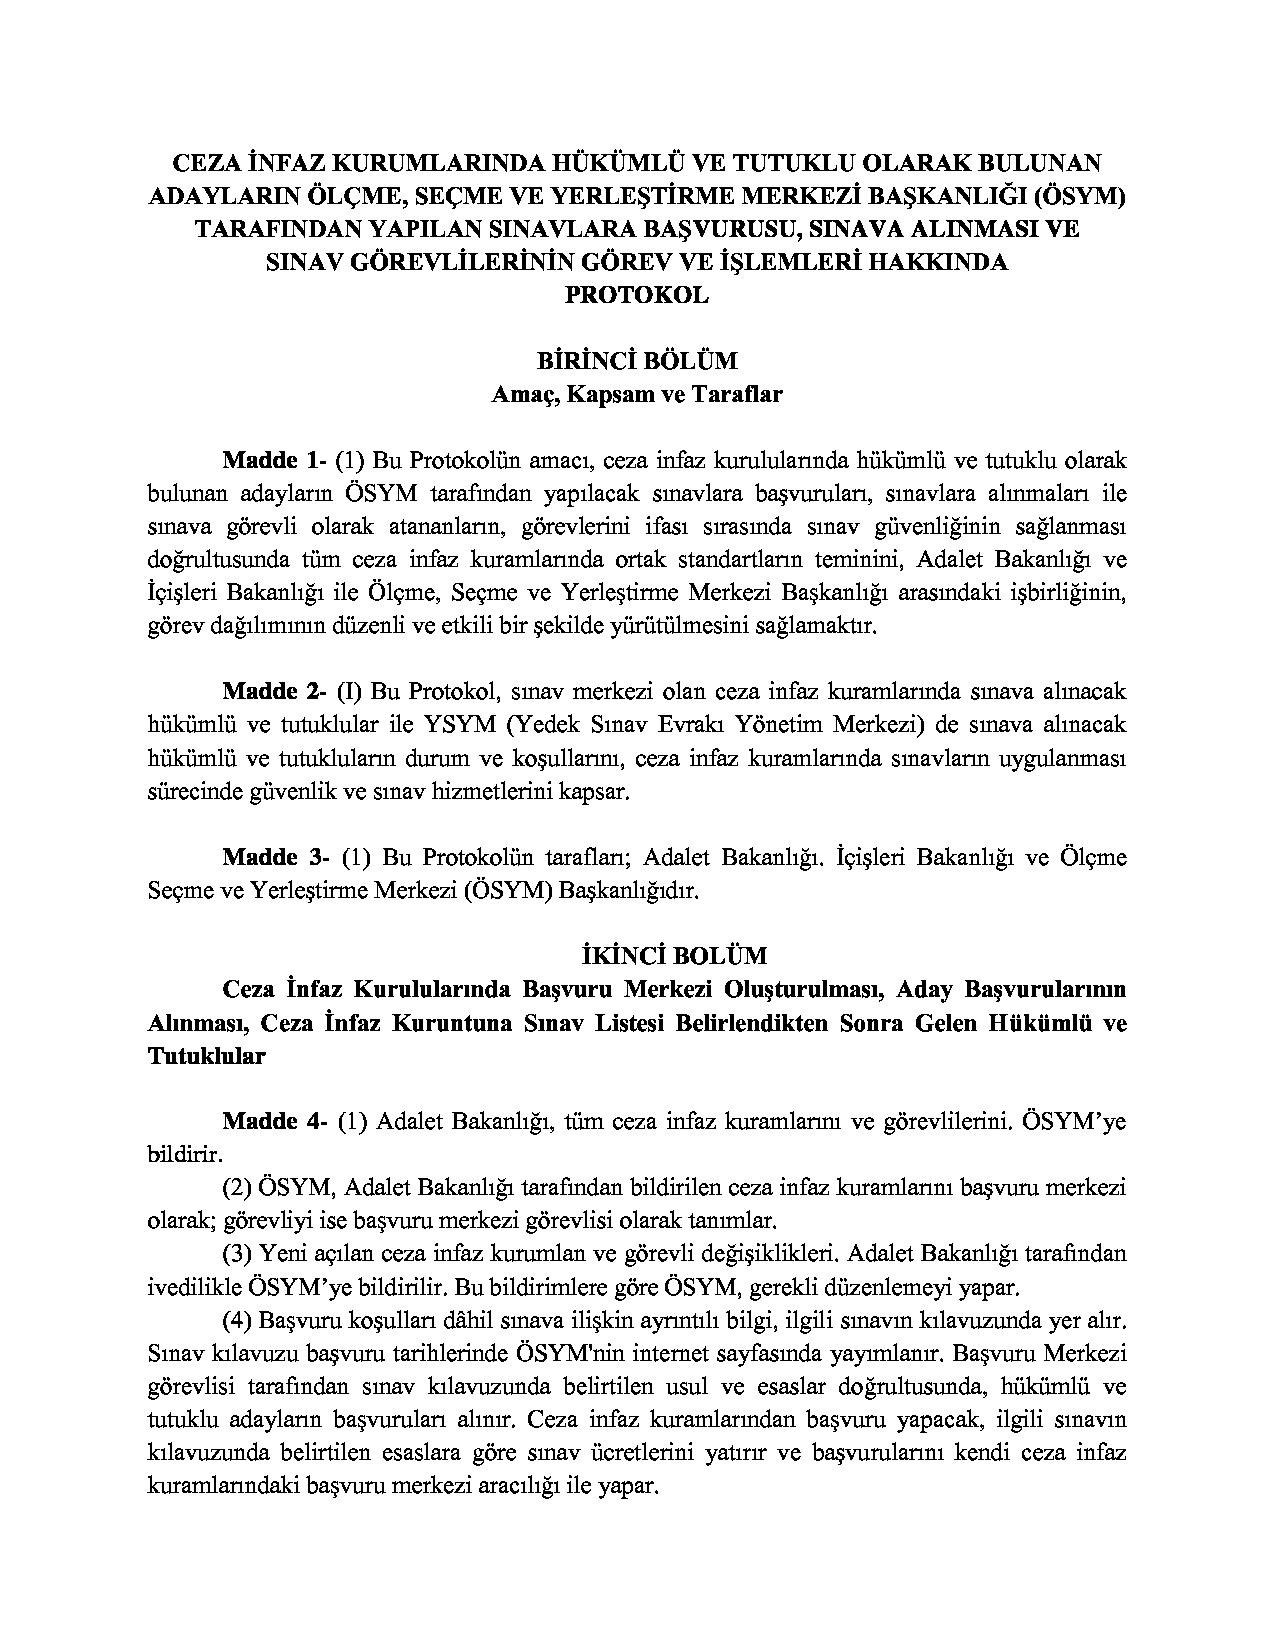 CEZA İNFAZ KURUMLARINDA HÜKÜMLÜ VE TUTUKLU OLARAK BULUNAN
ADAYLARIN ÖLÇME, SEÇME VE YERLEŞTİRME MERKEZİ BAŞKANLIĞI (ÖSYM)
TARAFINDAN YAPILAN SINAVLARA BAŞVURUSU, SINAVA ALINMASI VE
SINAV GÖREVLİLERİNİN GÖREV VE İŞLEMLERİ HAKKINDA
PROTOKOL
BİRİNCİ BÖLÜM
Amaç, Kapsam ve Taraflar
Madde 1- (1) Bu Protokolün amacı, ceza infaz kurulularında hükümlü ve tutuklu olarak
bulunan adayların ÖSYM tarafından yapılacak sınavlara başvuruları, sınavlara alınmaları ile
sınava görevli olarak atananların, görevlerini ifası sırasında sınav güvenliğinin sağlanması
doğrultusunda tüm ceza infaz kuramlarında ortak standartların teminini, Adalet Bakanlığı ve
İçişleri Bakanlığı ile Ölçme, Seçme ve Yerleştirme Merkezi Başkanlığı arasındaki işbirliğinin,
görev dağılımının düzenli ve etkili bir şekilde yürütülmesini sağlamaktır.
Madde 2- (I) Bu Protokol, sınav merkezi olan ceza infaz kuramlarında sınava alınacak
hükümlü ve tutuklular ile YSYM (Yedek Sınav Evrakı Yönetim Merkezi) de sınava alınacak
hükümlü ve tutukluların durum ve koşullarını, ceza infaz kuramlarında sınavların uygulanması
sürecinde güvenlik ve sınav hizmetlerini kapsar.
Madde 3- (1) Bu Protokolün tarafları; Adalet Bakanlığı. İçişleri Bakanlığı ve Ölçme
Seçme ve Yerleştirme Merkezi (ÖSYM) Başkanlığıdır.
İKİNCİ BOLÜM
Ceza İnfaz Kurulularında Başvuru Merkezi Oluşturulması, Aday Başvurularının
Alınması, Ceza İnfaz Kuruntuna Sınav Listesi Belirlendikten Sonra Gelen Hükümlü ve
Tutuklular
Madde 4- (1) Adalet Bakanlığı, tüm ceza infaz kuramlarını ve görevlilerini. ÖSYM’ye
bildirir.
(2) ÖSYM, Adalet Bakanlığı tarafından bildirilen ceza infaz kuramlarını başvuru merkezi
olarak; görevliyi ise başvuru merkezi görevlisi olarak tanımlar.
(3) Yeni açılan ceza infaz kurumlan ve görevli değişiklikleri. Adalet Bakanlığı tarafından
ivedilikle ÖSYM’ye bildirilir. Bu bildirimlere göre ÖSYM, gerekli düzenlemeyi yapar.
(4) Başvuru koşulları dâhil sınava ilişkin ayrıntılı bilgi, ilgili sınavın kılavuzunda yer alır.
Sınav kılavuzu başvuru tarihlerinde ÖSYM'nin internet sayfasında yayımlanır. Başvuru Merkezi
görevlisi tarafından sınav kılavuzunda belirtilen usul ve esaslar doğrultusunda, hükümlü ve
tutuklu adayların başvuruları alınır. Ceza infaz kuramlarından başvuru yapacak, ilgili sınavın
kılavuzunda belirtilen esaslara göre sınav ücretlerini yatırır ve başvurularını kendi ceza infaz
kuramlarındaki başvuru merkezi aracılığı ile yapar.